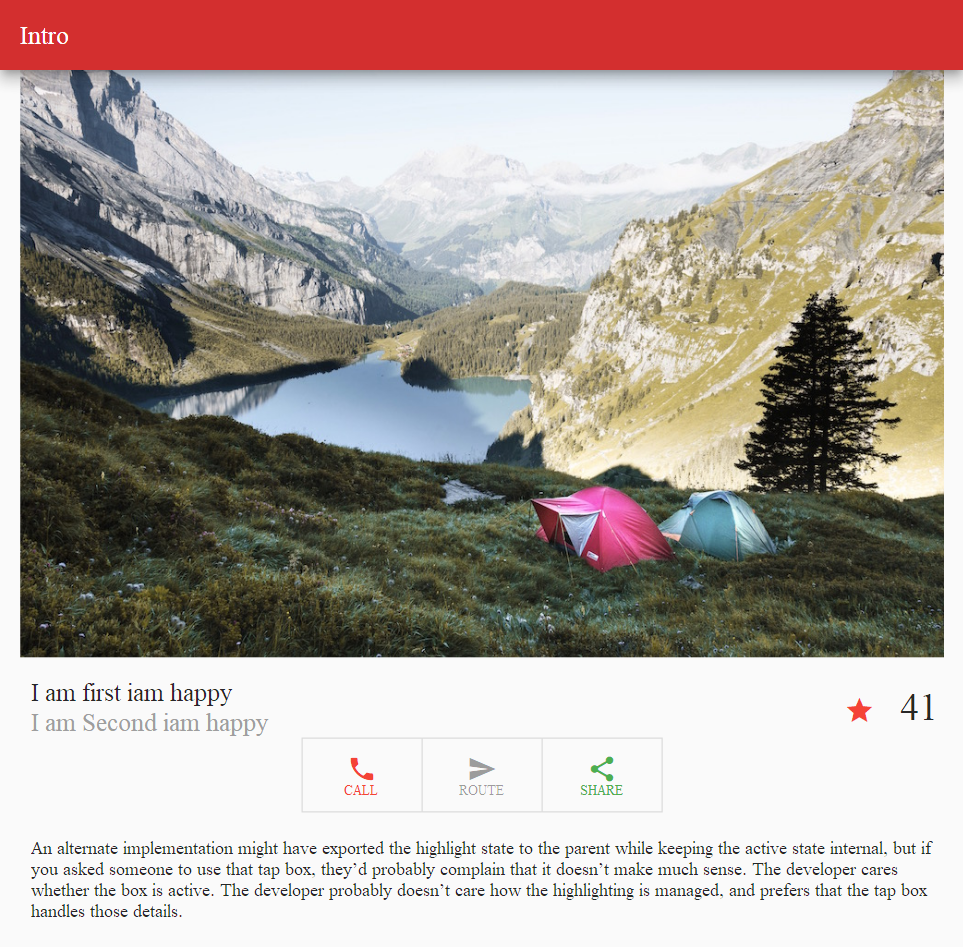 Intro
I am first iam happy
I am Second iam happy
41
CALL
ROUTE
SHARE
An alternate implementation might have exported the highlight state to the parent while keeping the active state internal, but if
you asked someone to use that tap box, they’d probably complain that it doesn’t make much sense. The developer cares
whether the box is active. The developer probably doesn’t care how the highlighting is managed, and prefers that the tap box
handles those details.